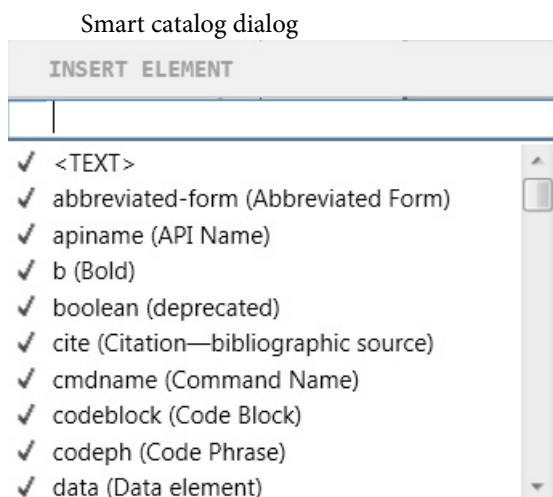 Smart catalog dialog
INSERT ELEMENT
<TEXT>
abbreviated-form (Abbreviated Form)
apiname (API Name)
b (Bold)
boolean (deprecated)
cite (Citation—bibliographic source)
cmdname (Command Name)
codeblock (Code Block)
codeph (Code Phrase)
data (Data element)